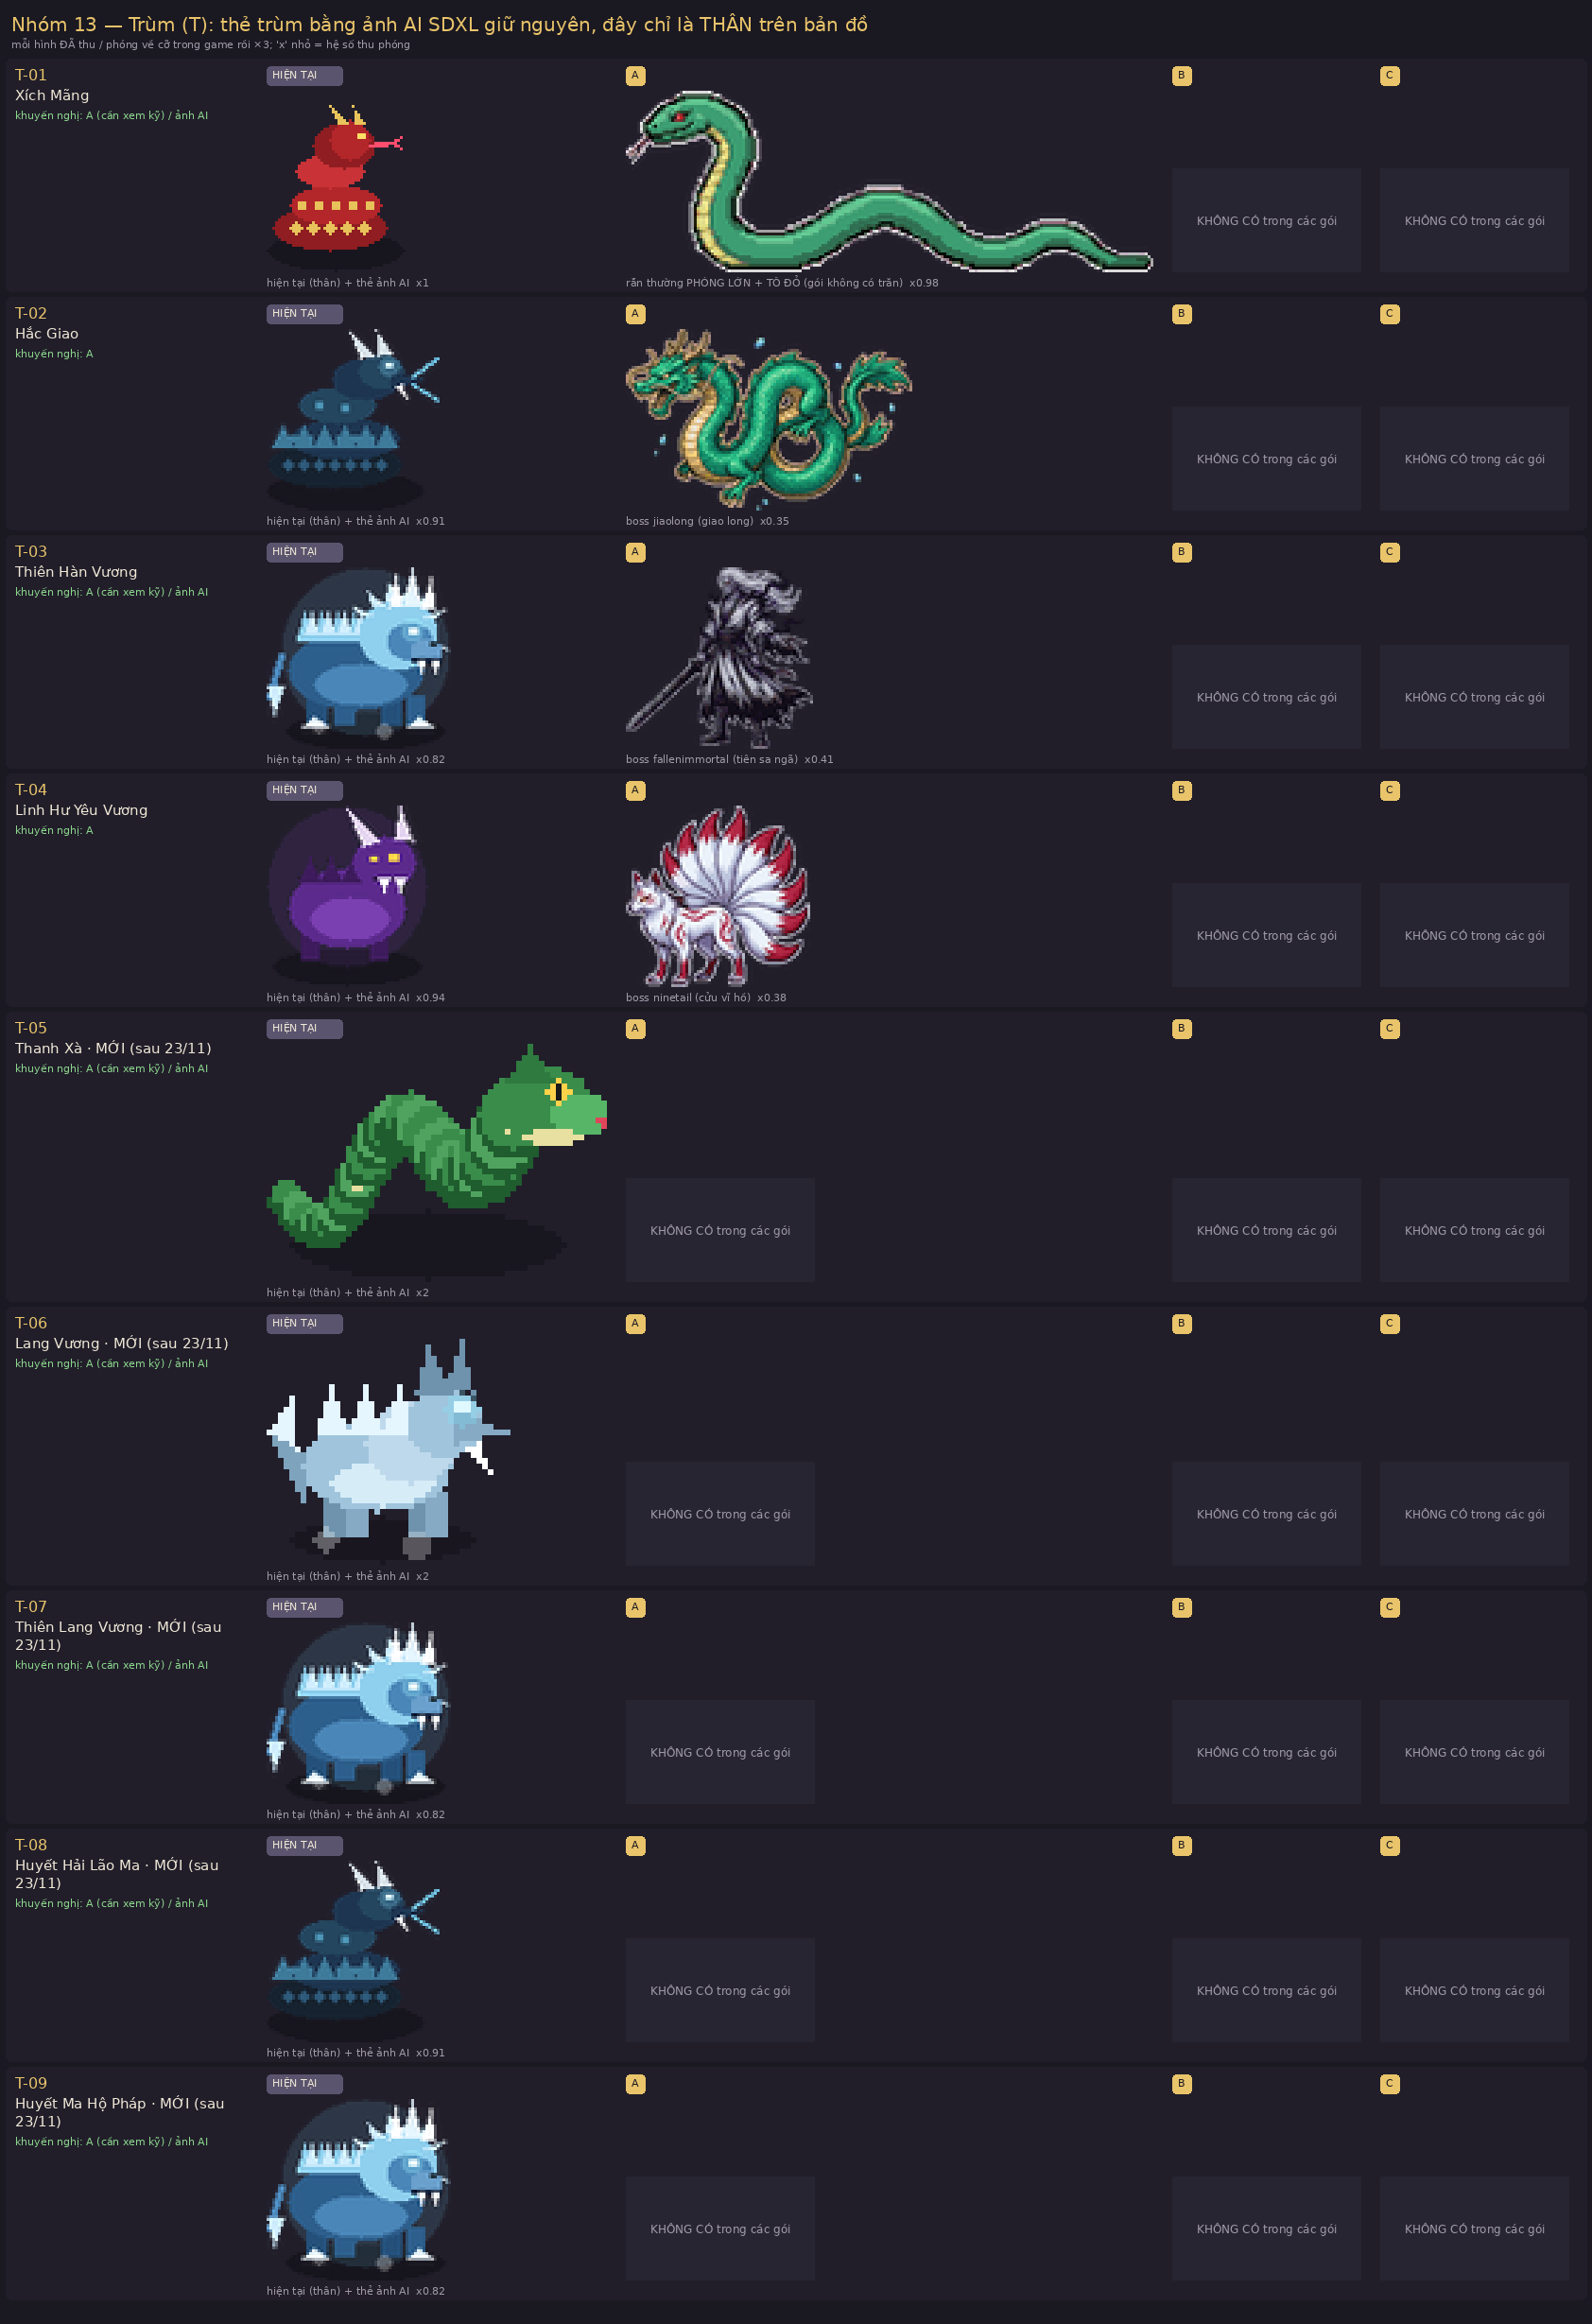 Nhóm 13 — Trùm (T): thẻ trùm bằng ảnh AI SDXL giữ nguyên, đây chỉ là THÂN trên bản đồ
mỗi hình ĐÃ thu / phóng về cỡ trong game rồi ×3; 'x' nhỏ = hệ số thu phóng
T-01
Xích Mãng
khuyến nghị: A (cần xem kỹ) / ảnh AI
HIỆN TẠI
hiện tại (thân) + thẻ ảnh AI x1
A
rắn thường PHÓNG LỚN + TÔ ĐỎ (gói không có trăn) x0.98
B
KHÔNG CÓ trong các gói
C
KHÔNG CÓ trong các gói
T-02
Hắc Giao
khuyến nghị: A
HIỆN TẠI
hiện tại (thân) + thẻ ảnh AI x0.91
A
boss jiaolong (giao long) x0.35
B
KHÔNG CÓ trong các gói
C
KHÔNG CÓ trong các gói
T-03
Thiên Hàn Vương
khuyến nghị: A (cần xem kỹ) / ảnh AI
HIỆN TẠI
hiện tại (thân) + thẻ ảnh AI x0.82
A
boss fallenimmortal (tiên sa ngã) x0.41
B
KHÔNG CÓ trong các gói
C
KHÔNG CÓ trong các gói
T-04
Linh Hư Yêu Vương
khuyến nghị: A
HIỆN TẠI
hiện tại (thân) + thẻ ảnh AI x0.94
A
boss ninetail (cửu vĩ hồ) x0.38
B
KHÔNG CÓ trong các gói
C
KHÔNG CÓ trong các gói
T-05
Thanh Xà · MỚI (sau 23/11)
khuyến nghị: A (cần xem kỹ) / ảnh AI
HIỆN TẠI
hiện tại (thân) + thẻ ảnh AI x2
A
KHÔNG CÓ trong các gói
B
KHÔNG CÓ trong các gói
C
KHÔNG CÓ trong các gói
T-06
Lang Vương · MỚI (sau 23/11)
khuyến nghị: A (cần xem kỹ) / ảnh AI
HIỆN TẠI
hiện tại (thân) + thẻ ảnh AI x2
A
KHÔNG CÓ trong các gói
B
KHÔNG CÓ trong các gói
C
KHÔNG CÓ trong các gói
T-07
Thiên Lang Vương · MỚI (sau
23/11)
khuyến nghị: A (cần xem kỹ) / ảnh AI
HIỆN TẠI
hiện tại (thân) + thẻ ảnh AI x0.82
A
KHÔNG CÓ trong các gói
B
KHÔNG CÓ trong các gói
C
KHÔNG CÓ trong các gói
T-08
Huyết Hải Lão Ma · MỚI (sau
23/11)
khuyến nghị: A (cần xem kỹ) / ảnh AI
HIỆN TẠI
hiện tại (thân) + thẻ ảnh AI x0.91
A
KHÔNG CÓ trong các gói
B
KHÔNG CÓ trong các gói
C
KHÔNG CÓ trong các gói
T-09
Huyết Ma Hộ Pháp · MỚI (sau
23/11)
khuyến nghị: A (cần xem kỹ) / ảnh AI
HIỆN TẠI
hiện tại (thân) + thẻ ảnh AI x0.82
A
KHÔNG CÓ trong các gói
B
KHÔNG CÓ trong các gói
C
KHÔNG CÓ trong các gói